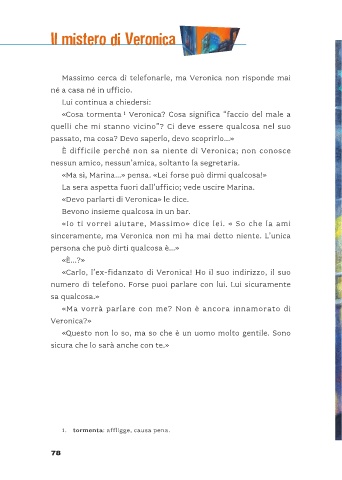 Il mistero di Veronica
Massimo cerca di telefonarle, ma Veronica non risponde mai
né a casa né in ufficio.
Lui continua a chiedersi:
«Cosa tormenta¹ Veronica? Cosa significa “faccio del male a
quelli che mi stanno vicino”? Ci deve essere qualcosa nel suo
passato, ma cosa? Devo saperlo, devo scoprirlo...»
È difficile perché non sa niente di Veronica; non conosce
nessun amico, nessun'amica, soltanto la segretaria.
«Ma sì, Marina...» pensa. «Lei forse può dirmi qualcosa!»
La sera aspetta fuori dall'ufficio; vede uscire Marina.
«Devo parlarti di Veronica» le dice.
Bevono insieme qualcosa in un bar.
«Io ti vorrei aiutare, Massimo» dice lei. « So che la ami
sinceramente, ma Veronica non mi ha mai detto niente. L'unica
persona che può dirti qualcosa è...»
«È...?»
«Carlo, l'ex-fidanzato di Veronica! Ho il suo indirizzo, il suo
numero di telefono. Forse puoi parlare con lui. Lui sicuramente
sa qualcosa.»
«Ma vorrà parlare con me? Non è ancora innamorato di
Veronica?»
«Questo non lo so, ma so che è un uomo molto gentile. Sono
sicura che lo sarà anche con te.»
1. tormenta: affligge, causa pena.
78